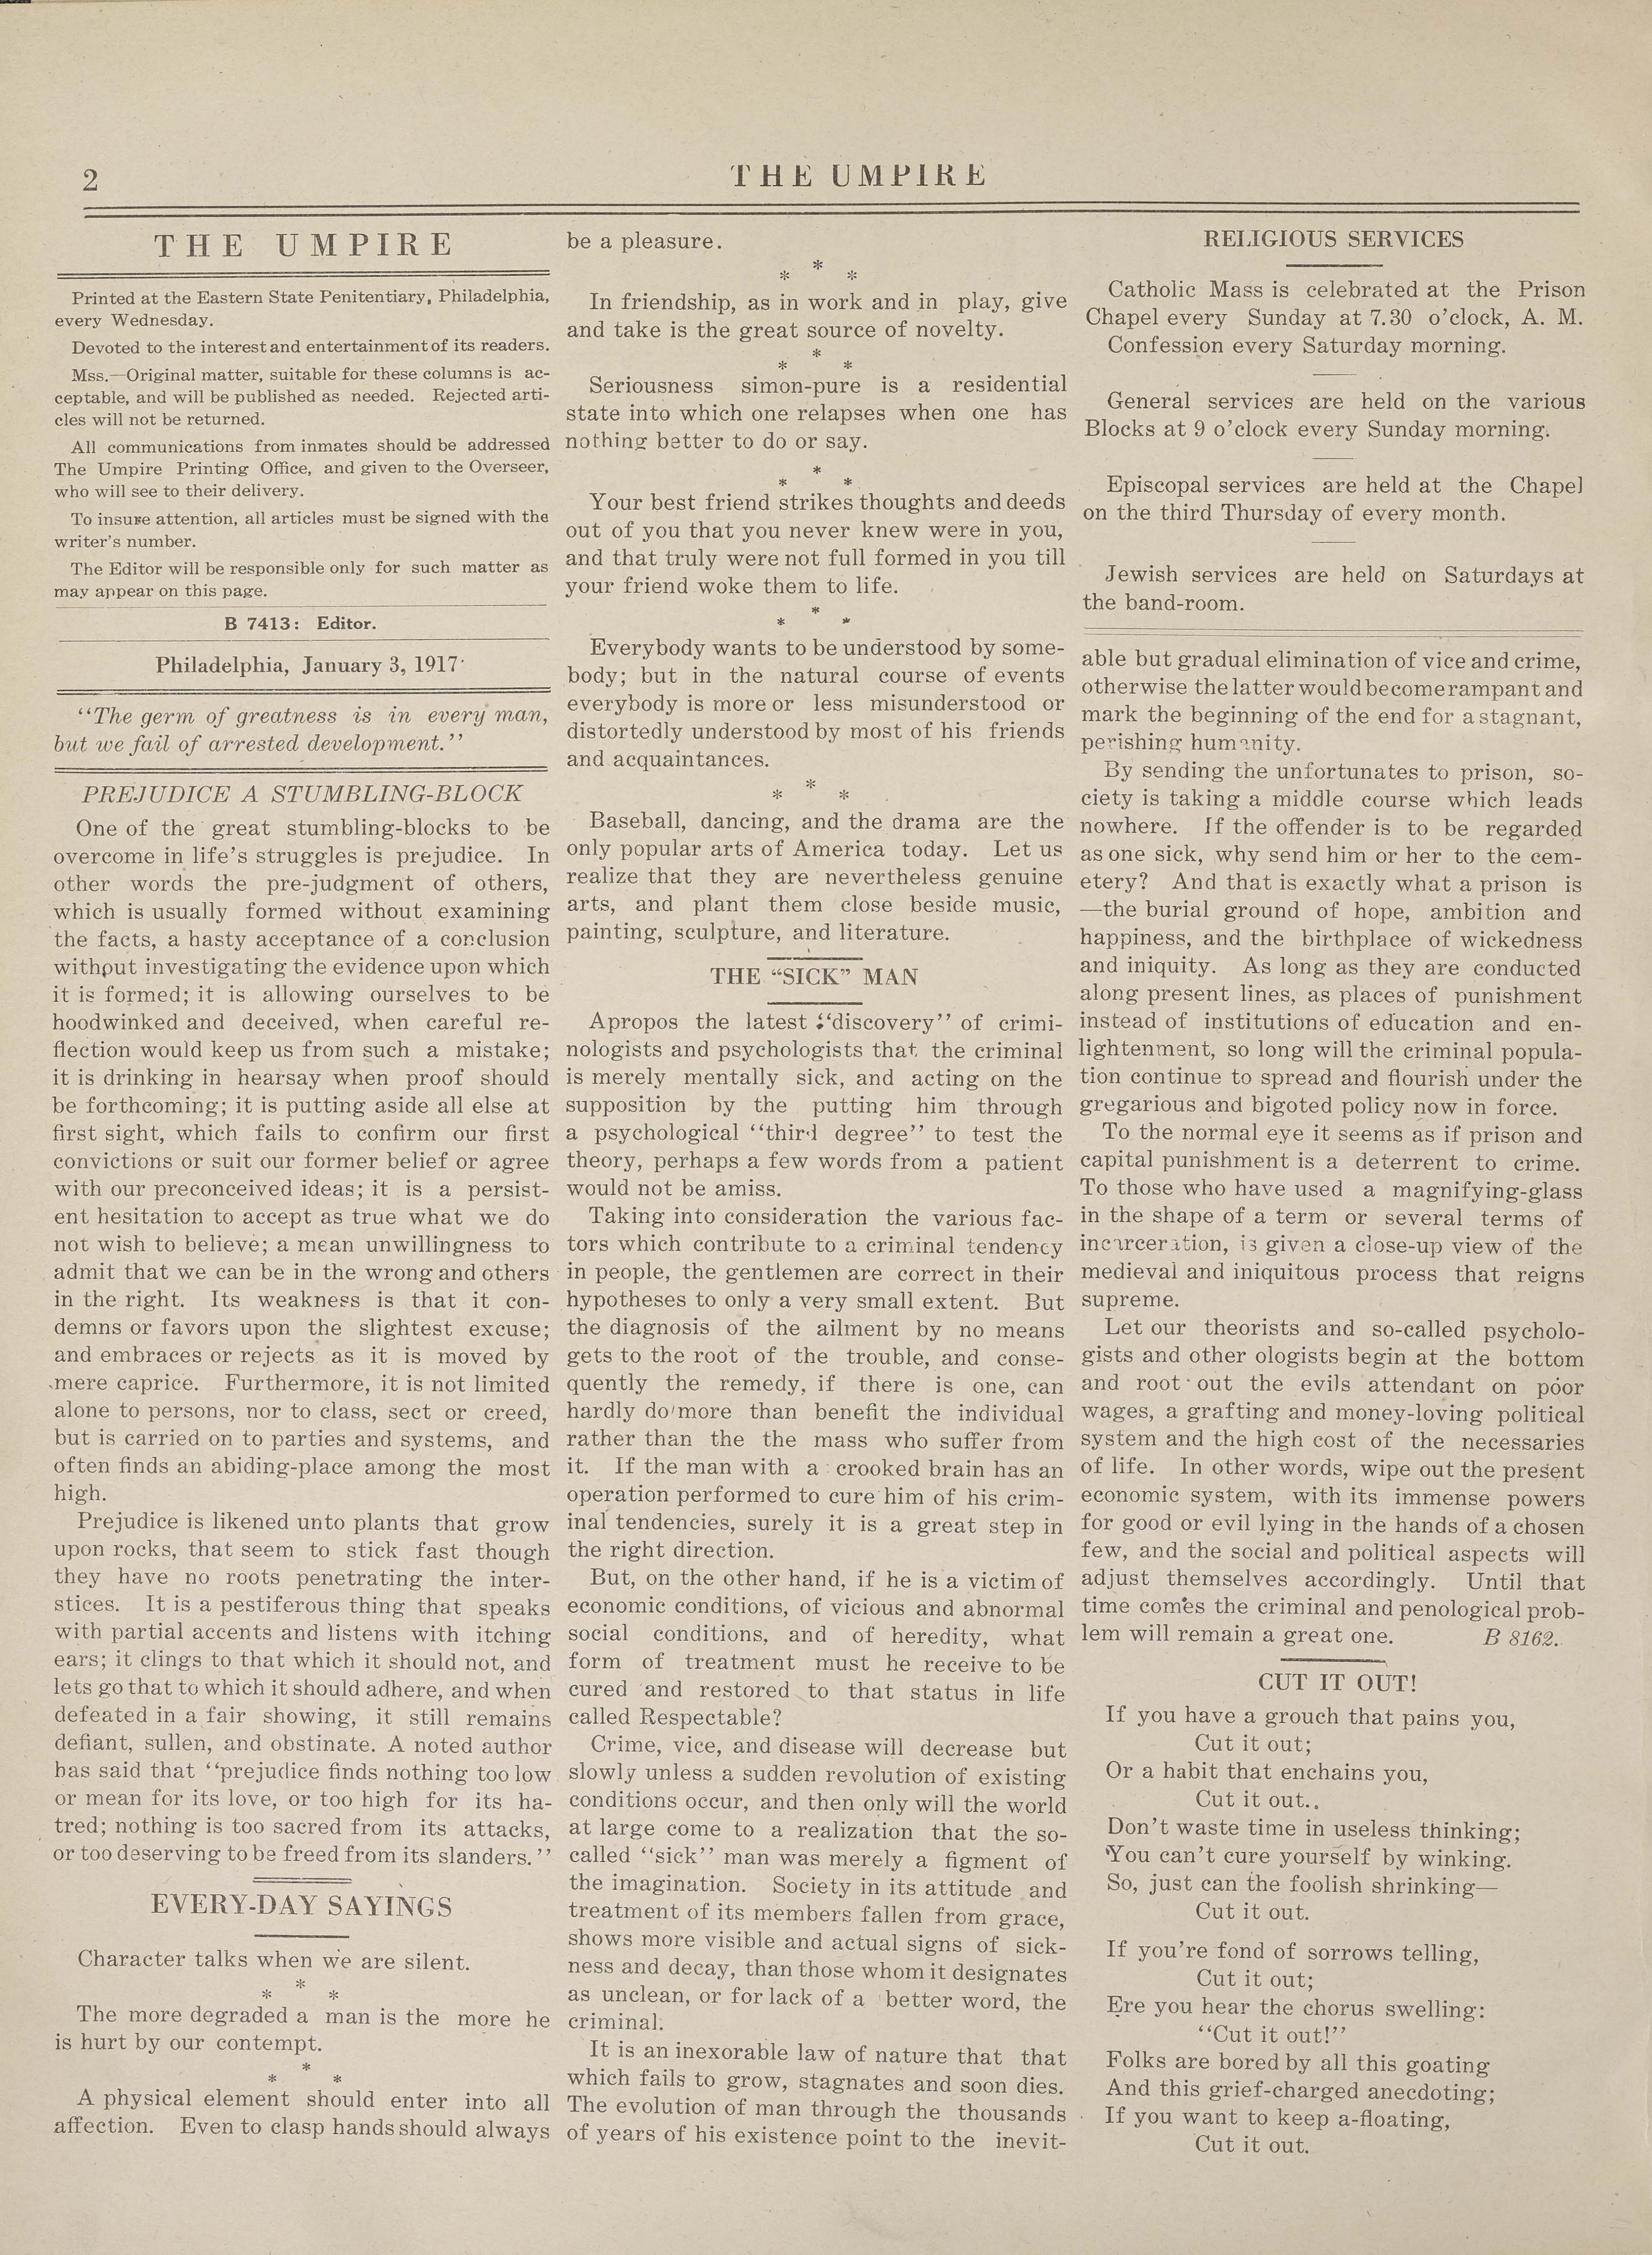 2
THE UMPIRE
THE UMPIRE
Printed at the Eastern State Penitentiary, Philadelphia,
every Wednesday.
Devoted to the interest and entertainment of its readers.
Mss.—Original matter, suitable for these columns is ac-
ceptable, and will be published as needed. Rejected arti-
cles will not be returned.
All communications from inmates should be addressed
The Umpire Printing Office, and given to the Overseer,
who will see to their delivery.
To insure attention, all articles must be signed with the
writer's number.
The Editor will be responsible only for such matter as
may appear on this page.
B 7413: Editor.
Philadelphia, January 3, 1917
"The germ of greatness is in every man,
but we fail of arrested development."
PREJUDICE A STUMBLING-BLOCK
One of the great stumbling-blocks to be
overcome in life's struggles is prejudice. In
other words the pre-judgment of others,
which is usually formed without examining
the facts, a hasty acceptance of a conclusion
without investigating the evidence upon which
it is formed; it is allowing ourselves to be
hoodwinked and deceived, when careful re-
flection would keep us from such a mistake;
it is drinking in hearsay when proof should
be forthcoming; it is putting aside all else at
first sight, which fails to confirm our first
convictions or suit our former belief or agree
with our preconceived ideas; it is a persist-
ent hesitation to accept as true what we do
not wish to believe; a mean unwillingness to
admit that we can be in the wrong and others
in the right. Its weakness is that it con-
demns or favors upon the slightest excuse;
and embraces or rejects as it is moved by
mere caprice. Furthermore, it is not limited
alone to persons, nor to class, sect or creed,
but is carried on to parties and systems, and
often finds an abiding-place among the most
high.
Prejudice is likened unto plants that grow
upon rocks, that seem to stick fast though
they have no roots penetrating the inter-
stices. It is a pestiferous thing that speaks
with partial accents and listens with itching
ears; it clings to that which it should not, and
lets go that to which it should adhere, and when
defeated in a fair showing, it still remains
defiant, sullen, and obstinate. A noted author
has said that "prejudice finds nothing too low
or mean for its love, or too high for its ha-
tred; nothing is too sacred from its attacks,
or too deserving to be freed from its slanders."
EVERY-DAY SAYINGS
Character talks when we are silent.
* * *
The more degraded a man is the more he
is hurt by our contempt.
* * *
A physical element should enter into all
affection. Even to clasp hands should always
be a pleasure.
* * *
In friendship, as in work and in play, give
and take is the great source of novelty.
* * *
Seriousness simon-pure is a residential
state into which one relapses when one has
nothing better to do or say.
* * *
Your best friend strikes thoughts and deeds
out of you that you never knew were in you,
and that truly were not full formed in you till
your friend woke them to life.
* * *
Everybody wants to be understood by some-
body; but in the natural course of events
everybody is more or less misunderstood or
distortedly understood by most of his friends
and acquaintances.
* * *
Baseball, dancing, and the drama are the
only popular arts of America today. Let us
realize that they are nevertheless genuine
arts, and plant them close beside music,
painting, sculpture, and literature.
THE "SICK" MAN
Apropos the latest "discovery" of crimi-
nologists and psychologists that the criminal
is merely mentally sick, and acting on the
supposition by the putting him through
a psychological "third degree" to test the
theory, perhaps a few words from a patient
would not be amiss.
Taking into consideration the various fac-
tors which contribute to a criminal tendency
in people, the gentlemen are correct in their
hypotheses to only a very small extent. But
the diagnosis of the ailment by no means
gets to the root of the trouble, and conse-
quently the remedy, if there is one, can
hardly do more than benefit the individual
rather than the the mass who suffer from
it. If the man with a crooked brain has an
operation performed to cure him of his crim-
inal tendencies, surely it is a great step in
the right direction.
But, on the other hand, if he is a victim of
economic conditions, of vicious and abnormal
social conditions, and of heredity, what
form of treatment must he receive to be
cured and restored to that status in life
called Respectable?
Crime, vice, and disease will decrease but
slowly unless a sudden revolution of existing
conditions occur, and then only will the world
at large come to a realization that the so-
called "sick" man was merely a figment of
the imagination. Society in its attitude and
treatment of its members fallen from grace,
shows more visible and actual signs of sick-
ness and decay, than those whom it designates
as unclean, or for lack of a better word, the
criminal.
It is an inexorable law of nature that that
which fails to grow, stagnates and soon dies.
The evolution of man through the thousands
of years of his existence point to the inevit-
RELIGIOUS SERVICES
Catholic Mass is celebrated at the Prison
Chapel every Sunday at 7.30 o'clock, A. M.
Confession every Saturday morning.
General services are held on the various
Blocks at 9 o'clock every Sunday morning.
Episcopal services are held at the Chapel
on the third Thursday of every month.
Jewish services are held on Saturdays at
the band-room.
able but gradual elimination of vice and crime,
otherwise the latter would become rampant and
mark the beginning of the end for a stagnant,
perishing humanity.
By sending the unfortunates to prison, so-
ciety is taking a middle course which leads
nowhere. If the offender is to be regarded
as one sick, why send him or her to the cem-
etery? And that is exactly what a prison is
—the burial ground of hope, ambition and
happiness, and the birthplace of wickedness
and iniquity. As long as they are conducted
along present lines, as places of punishment
instead of institutions of education and en-
lightenment, so long will the criminal popula-
tion continue to spread and flourish under the
gregarious and bigoted policy now in force.
To the normal eye it seems as if prison and
capital punishment is a deterrent to crime.
To those who have used a magnifying-glass
in the shape of a term or several terms of
incarceration, is given a close-up view of the
medieval and iniquitous process that reigns
supreme.
Let our theorists and so-called psycholo-
gists and other ologists begin at the bottom
and root out the evils attendant on poor
wages, a grafting and money-loving political
system and the high cost of the necessaries
of life. In other words, wipe out the present
economic system, with its immense powers
for good or evil lying in the hands of a chosen
few, and the social and political aspects will
adjust themselves accordingly. Until that
time comes the criminal and penological prob-
lem will remain a great one. B 8162.
CUT IT OUT!
If you have a grouch that pains you,
Cut it out;
Or a habit that enchains you,
Cut it out..
Don't waste time in useless thinking;
You can't cure yourself by winking.
So, just can the foolish shrinking—
Cut it out.
If you're fond of sorrows telling,
Cut it out;
Ere you hear the chorus swelling:
"Cut it out!"
Folks are bored by all this goating
And this grief-charged anecdoting;
If you want to keep a-floating,
Cut it out.